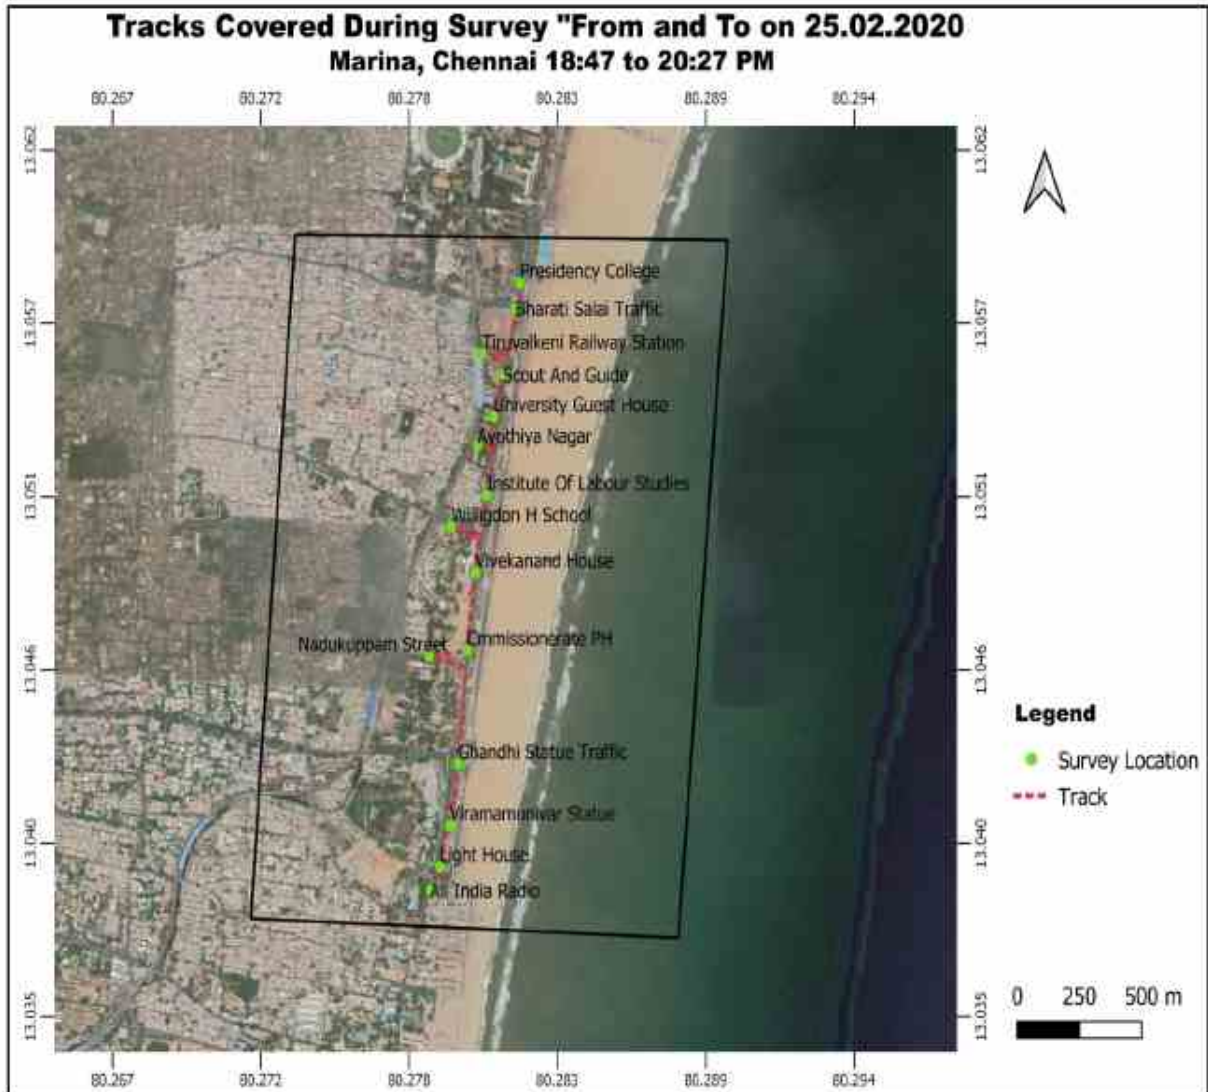 Tracks Covered During Survey "From and To on 25.02.2020
Marina, Chennai 18:47 to 20:27 PM
80.267 80.272 80.278 80.283 80.289 80.294
13.062 13.062
Presidency College
Bharati Salai Traffic
13.057 13.057
Tiruvalkeni Railway Station
Scout And Guide
University Guest House
Ayothiya Nagar
Institute Of Labour Studies
13.051 13.051
Willigdon H School
Vivekanand House
Nadukuppam Street
Cmmissionerate PH
13.046 13.046
Ghandhi Statue Traffic
Viramamunivar Statue
13.040 13.040
Light House
All India Radio
13.035 13.035
80.267 80.272 80.278 80.283 80.289 80.294
Legend
Survey Location
Track
0 250 500 m